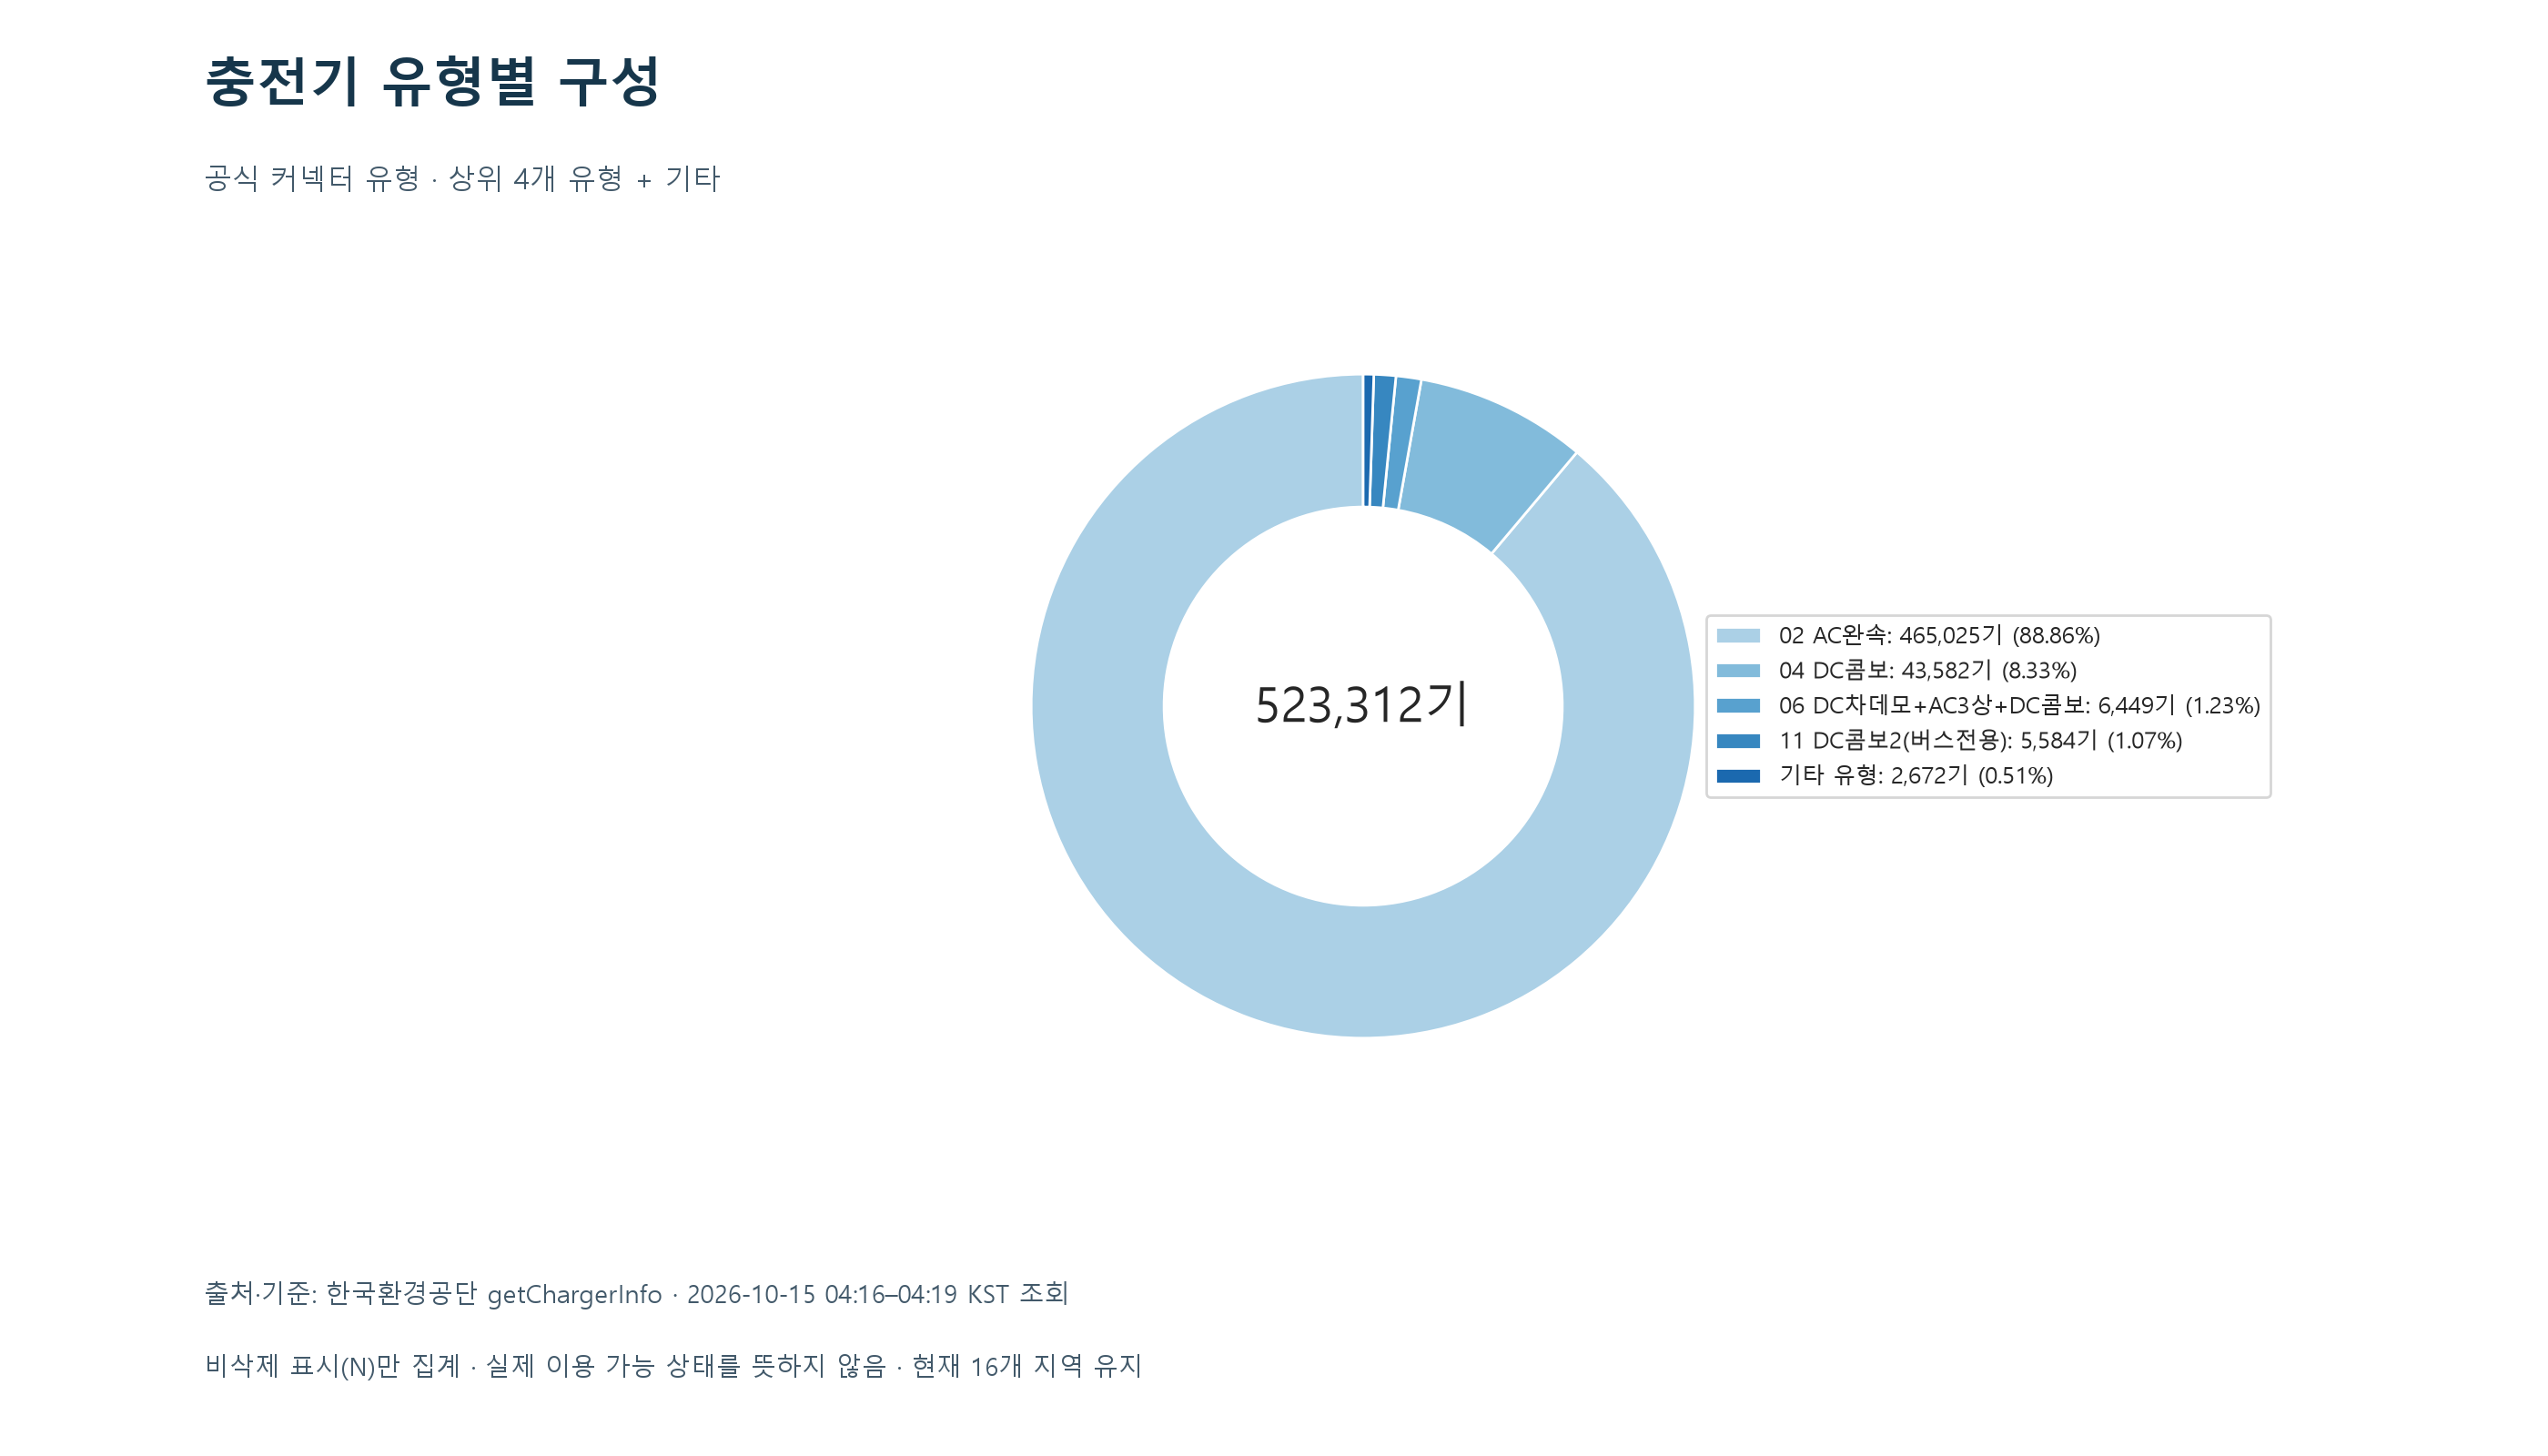 충전기 유형별 구성
공식 커넥터 유형 · 상위 4개 유형 + 기타
523,312기
02 AC완속: 465,025기 (88.86%)
04 DC콤보: 43,582기 (8.33%)
06 DC차데모+AC3상+DC콤보: 6,449기 (1.23%)
11 DC콤보2(버스전용): 5,584기 (1.07%)
기타 유형: 2,672기 (0.51%)
출처·기준: 한국환경공단 getChargerInfo · 2026-10-15 04:16–04:19 KST 조회
비삭제 표시(N)만 집계 · 실제 이용 가능 상태를 뜻하지 않음 · 현재 16개 지역 유지